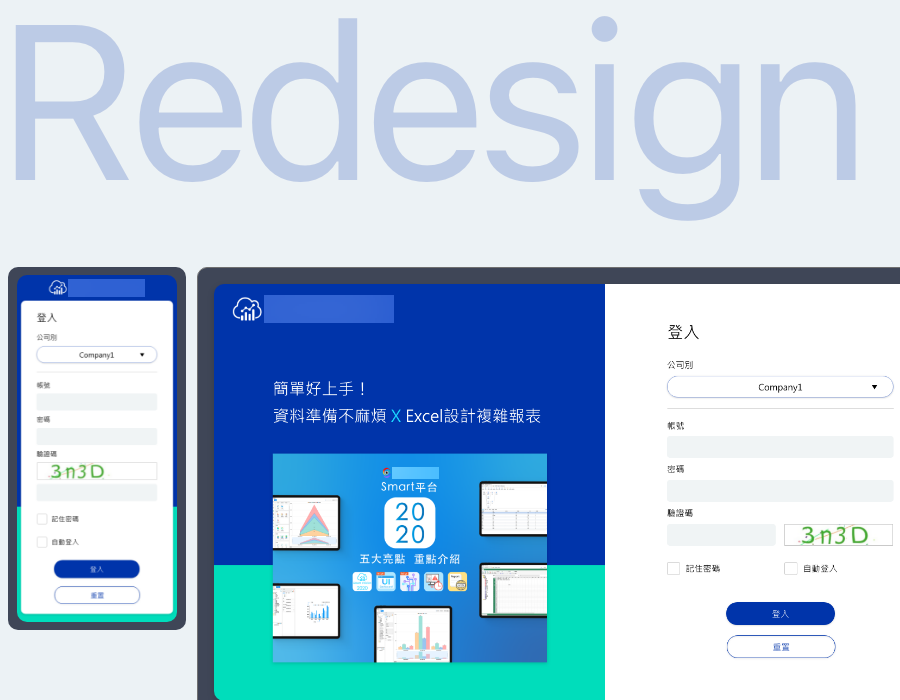 Redesign
登入
公司別
Company1
帳號
密碼
驗證碼
3n3D
記住密碼
自動登入
登入
重置
簡單好上手！
資料準備不麻煩 X Excel設計複雜報表
Smart平台
20
20
五大亮點 重點介紹
2020
UI
登入
公司別
Company1
帳號
密碼
驗證碼
3n3D
記住密碼
自動登入
登入
重置